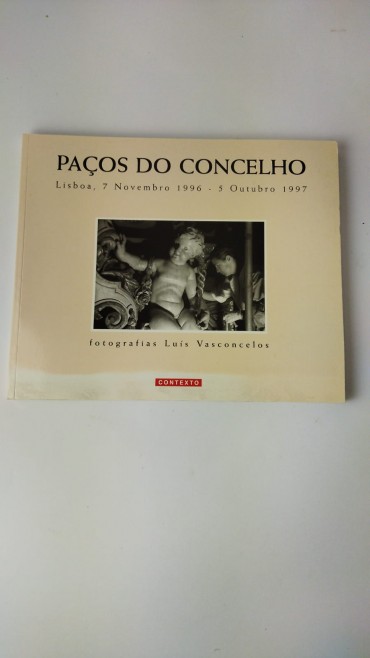 PAÇOS DO CONCELHO
Lisboa, 7 Novembro 1996 - 5 Outubro 1997
fotografias Luís Vasconcelos
CONTEXTO